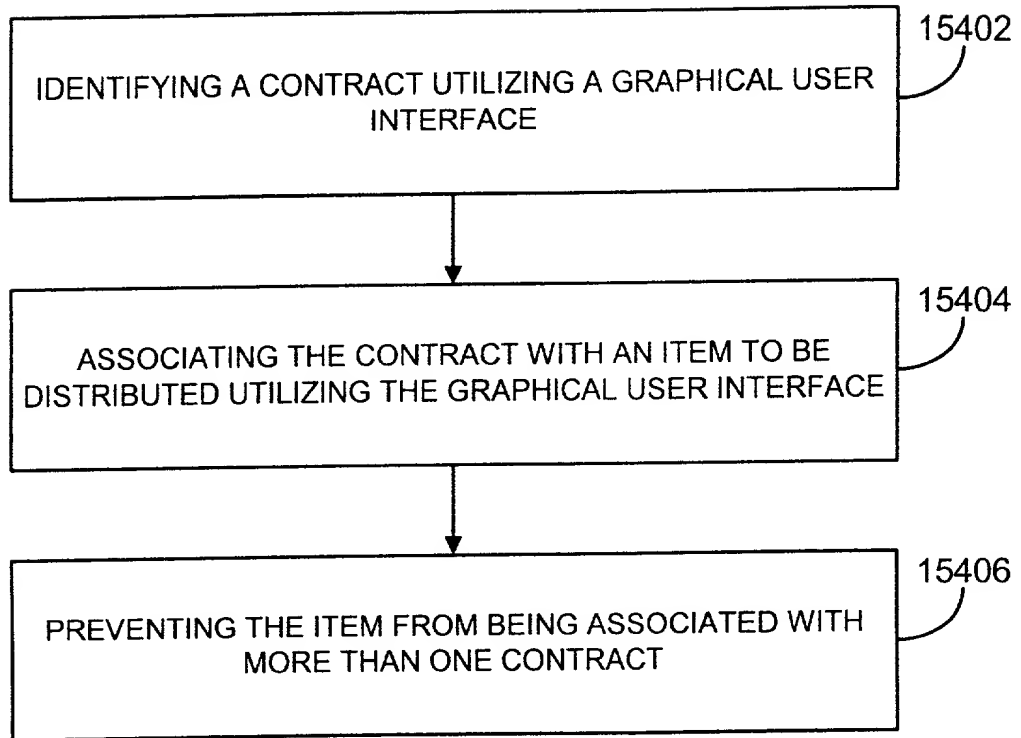 15402
IDENTIFYING A CONTRACT UTILIZING A GRAPHICAL USER
INTERFACE
15404
ASSOCIATING THE CONTRACT WITH AN ITEM TO BE
DISTRIBUTED UTILIZING THE GRAPHICAL USER INTERFACE
15406
PREVENTING THE ITEM FROM BEING ASSOCIATED WITH
MORE THAN ONE CONTRACT